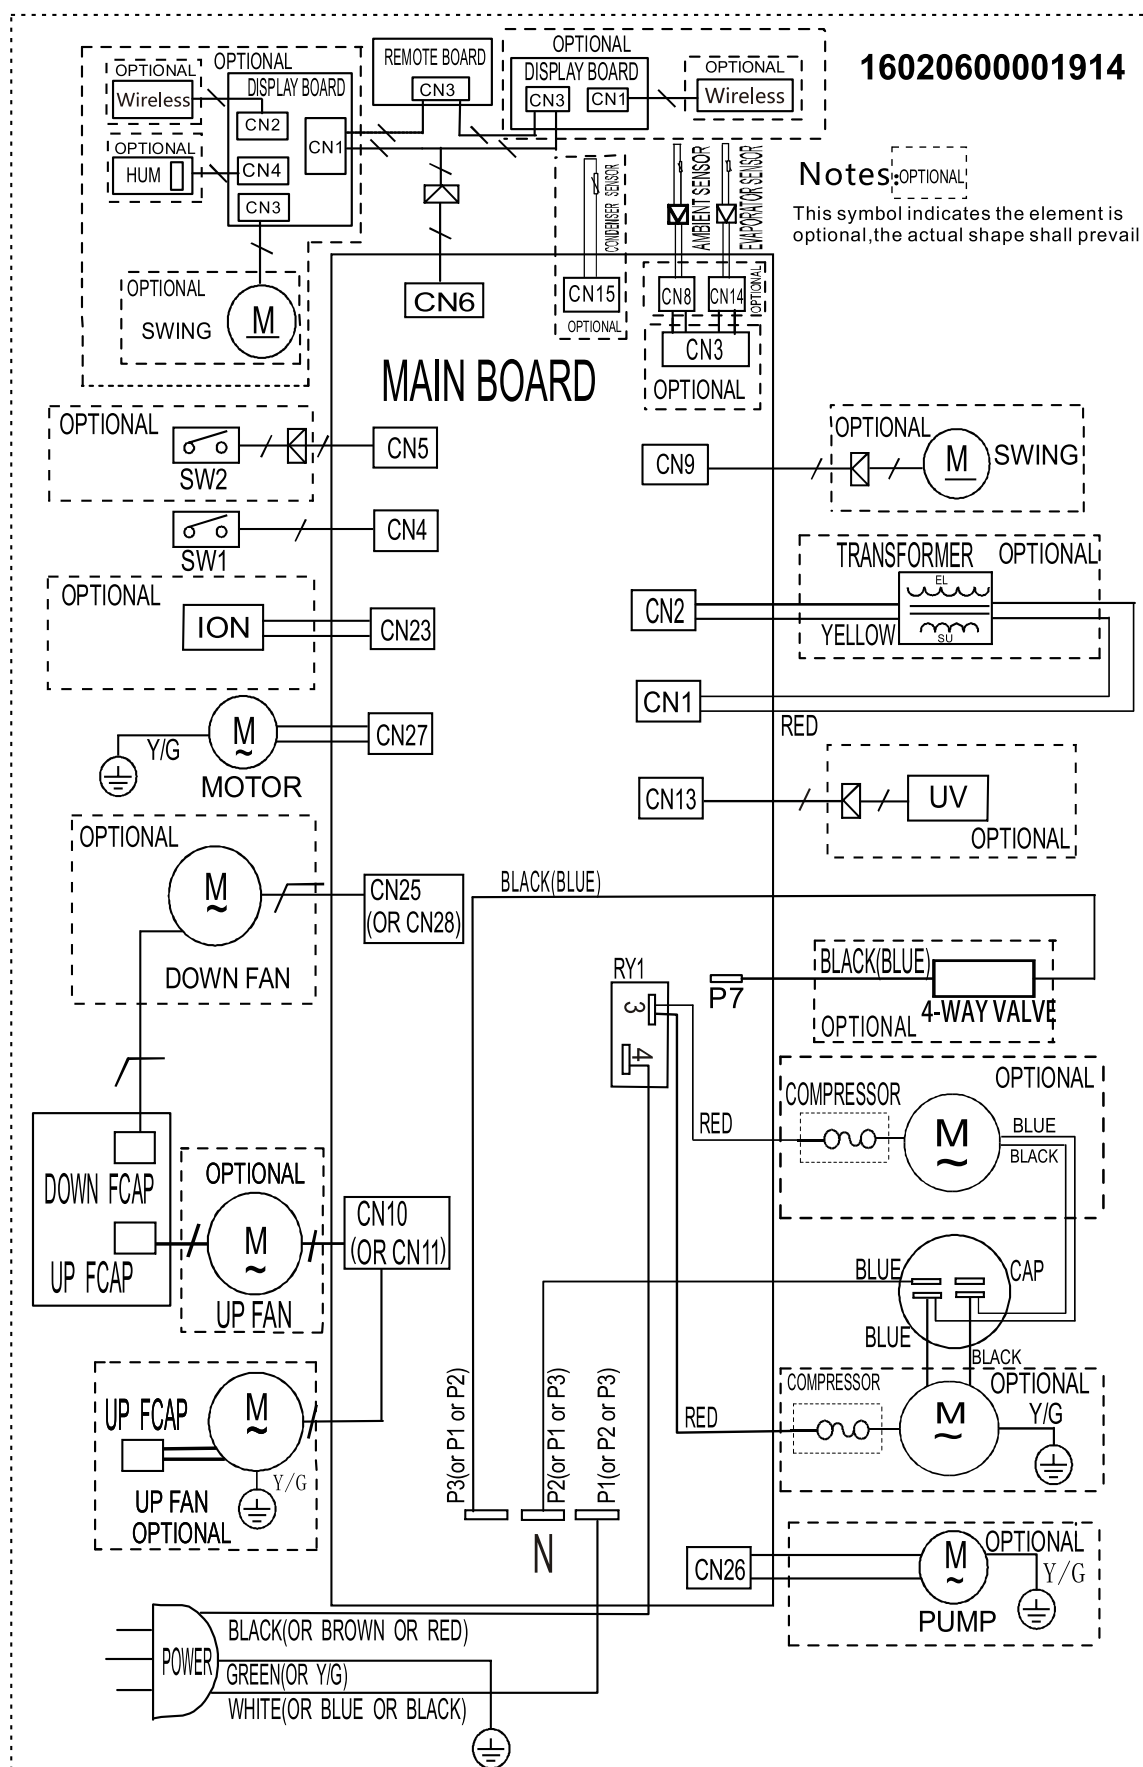 16020600001914
OPTIONAL
OPTIONAL
Wireless
DISPLAY BOARD
CN2
CN1
OPTIONAL
HUM
CN4
CN3
OPTIONAL
SWING
M
REMOTE BOARD
CN3
OPTIONAL
DISPLAY BOARD
CN3
CN1
OPTIONAL
Wireless
Notes:
OPTIONAL
This symbol indicates the element is
optional,the actual shape shall prevail
CONDENSER SENSOR
AMBIENT SENSOR
EVAPORATOR SENSOR
CN6
CN15
OPTIONAL
CN8
CN14
OPTIONAL
CN3
OPTIONAL
MAIN BOARD
OPTIONAL
SW2
CN5
SW1
CN4
OPTIONAL
ION
CN23
M
~
Y/G
MOTOR
CN27
OPTIONAL
M
~
DOWN FAN
CN25
(OR CN28)
CN9
OPTIONAL
M
SWING
TRANSFORMER
OPTIONAL
EL
SU
YELLOW
CN2
CN1
RED
CN13
UV
OPTIONAL
BLACK(BLUE)
RY1
3
4
P7
BLACK(BLUE)
4-WAY VALVE
OPTIONAL
DOWN FCAP
UP FCAP
OPTIONAL
M
~
UP FAN
CN10
(OR CN11)
OPTIONAL
COMPRESSOR
RED
M
~
BLUE
BLACK
BLUE
CAP
BLUE
BLACK
COMPRESSOR
OPTIONAL
RED
M
~
Y/G
UP FCAP
M
~
Y/G
UP FAN
OPTIONAL
P3(or P1 or P2)
P2(or P1 or P3)
P1(or P2 or P3)
N
CN26
OPTIONAL
M
~
Y/G
PUMP
POWER
BLACK(OR BROWN OR RED)
GREEN(OR Y/G)
WHITE(OR BLUE OR BLACK)